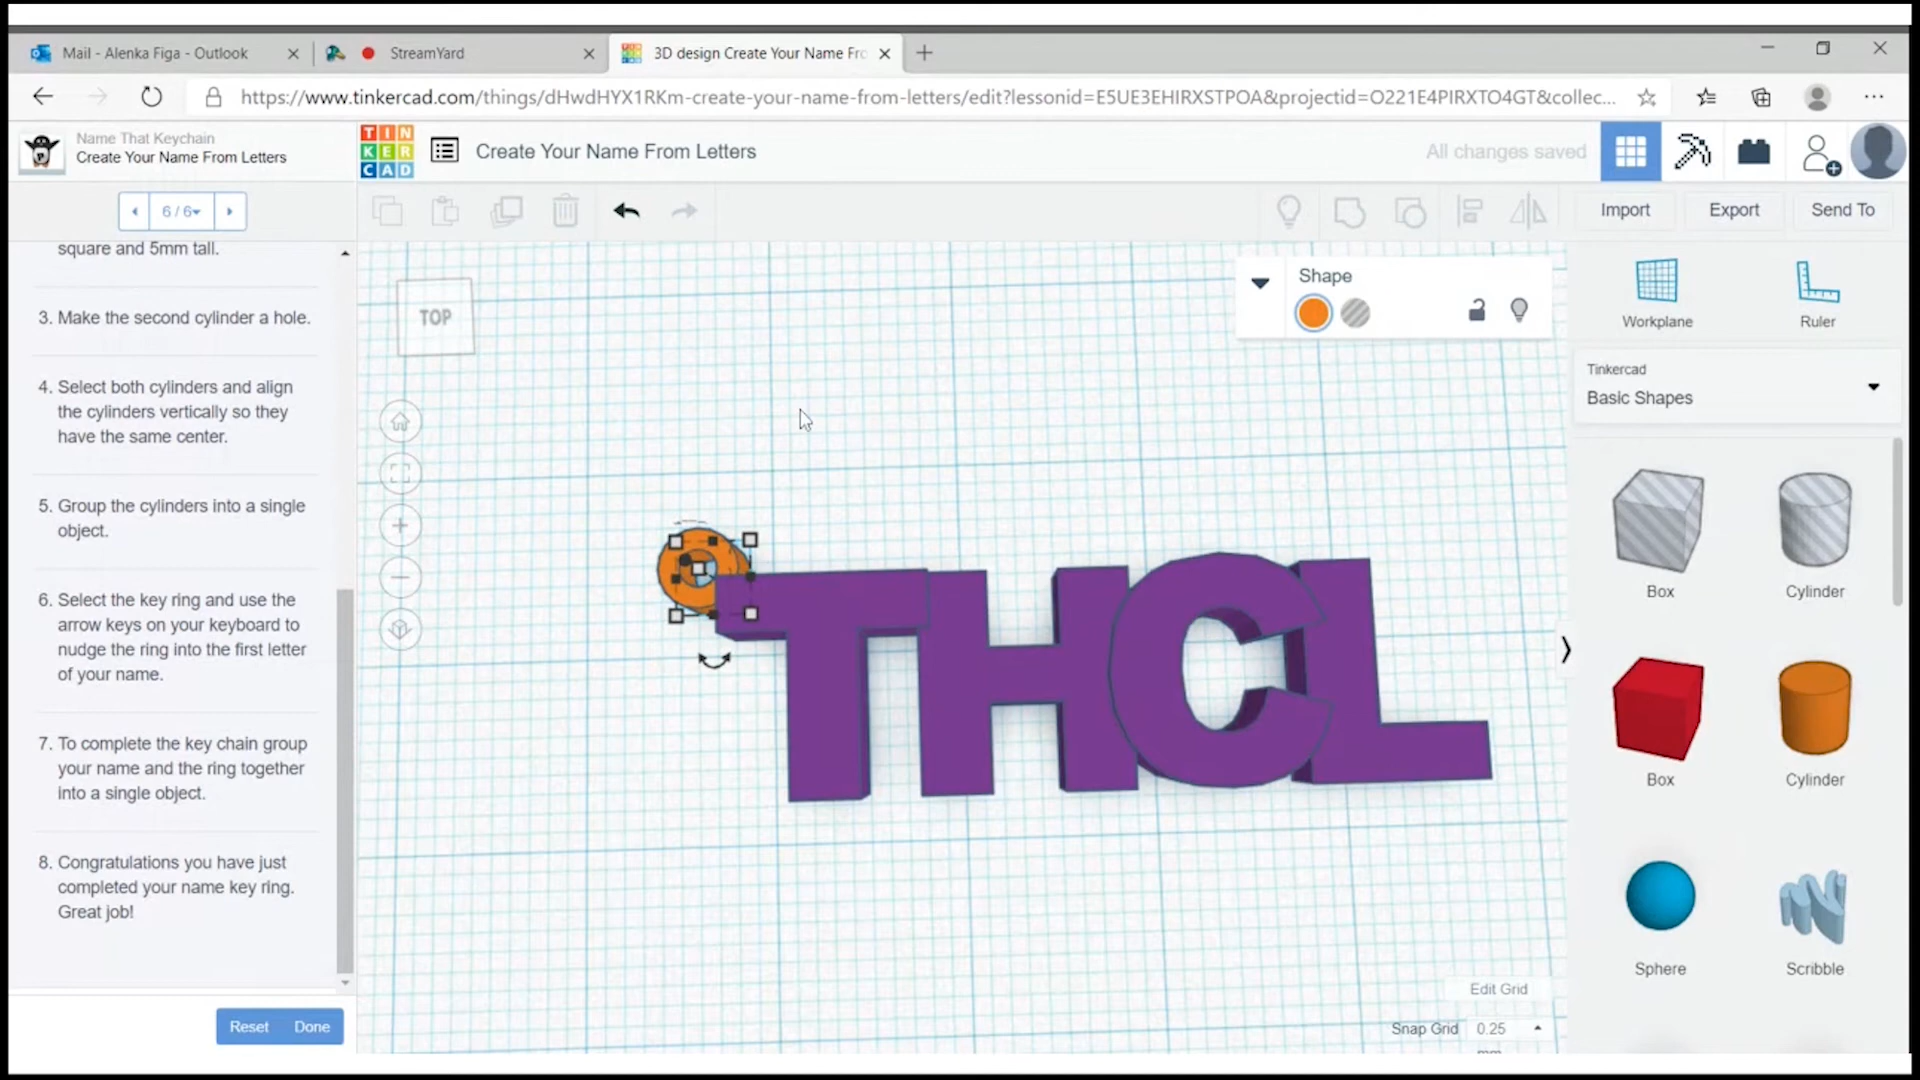 Mail - Alenka Figa - Outlook
StreamYard
3D design Create Your Name Fro
https://www.tinkercad.com/things/dHwdHYX1RKm-create-your-name-from-letters/edit?lessonid=E5UE3EHIRXSTPOA&projectid=O221E4PIRXTO4GT&collec...
Name That Keychain
Create Your Name From Letters
TIN
KER
CAD
Create Your Name From Letters
All changes saved
6 / 6
Import
Export
Send To
square and 5mm tall.
3. Make the second cylinder a hole.
4. Select both cylinders and align
the cylinders vertically so they
have the same center.
5. Group the cylinders into a single
object.
6. Select the key ring and use the
arrow keys on your keyboard to
nudge the ring into the first letter
of your name.
7. To complete the key chain group
your name and the ring together
into a single object.
8. Congratulations you have just
completed your name key ring.
Great job!
Reset
Done
TOP
Shape
THCL
Edit Grid
Snap Grid
0.25
Workplane
Ruler
Tinkercad
Basic Shapes
Box
Cylinder
Box
Cylinder
Sphere
Scribble